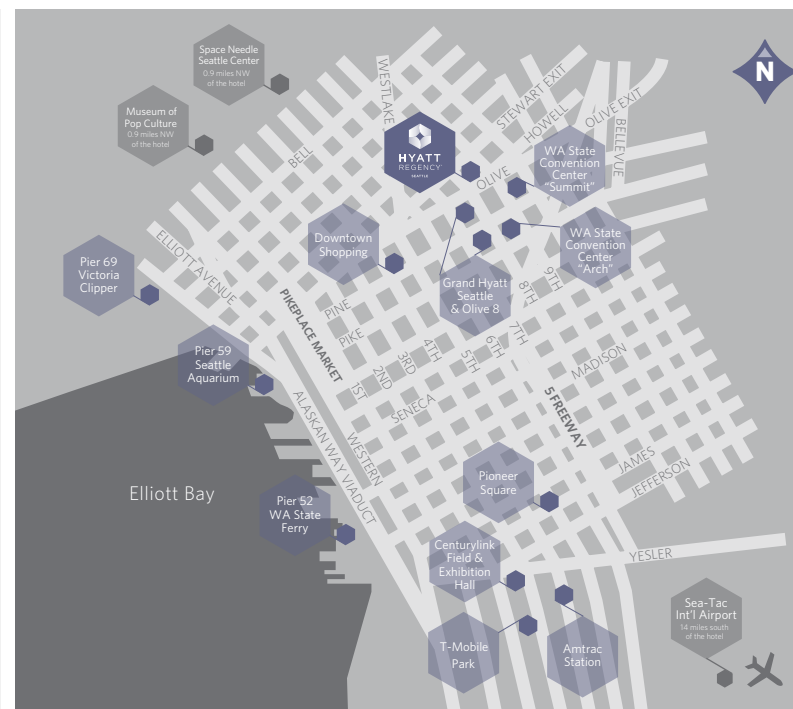 Space Needle
Seattle Center
0.9 miles NW
of the hotel
Museum of
Pop Culture
0.9 miles NW
of the hotel
WESTLAKE
STEWART EXIT
HOWELL
OLIVE EXIT
BELLEVUE
N
BELL
HYATT
REGENCY
SEATTLE
OLIVE
WA State
Convention
Center
"Summit"
Downtown
Shopping
WA State
Convention
Center
"Arch"
Pier 69
Victoria
Clipper
ELLIOTT AVENUE
Grand Hyatt
Seattle
& Olive 8
9TH
8TH
7TH
6TH
5TH
4TH
3RD
2ND
1ST
PINE
PIKE
PIKEPLACE MARKET
Pier 59
Seattle
Aquarium
MADISON
SENECA
5 FREEWAY
ALASKAN WAY VIADUCT
WESTERN
JAMES
JEFFERSON
Elliott Bay
Pioneer
Square
Pier 52
WA State
Ferry
Centurylink
Field &
Exhibition
Hall
YESLER
T-Mobile
Park
Amtrac
Station
Sea-Tac
Int'l Airport
14 miles south
of the hotel